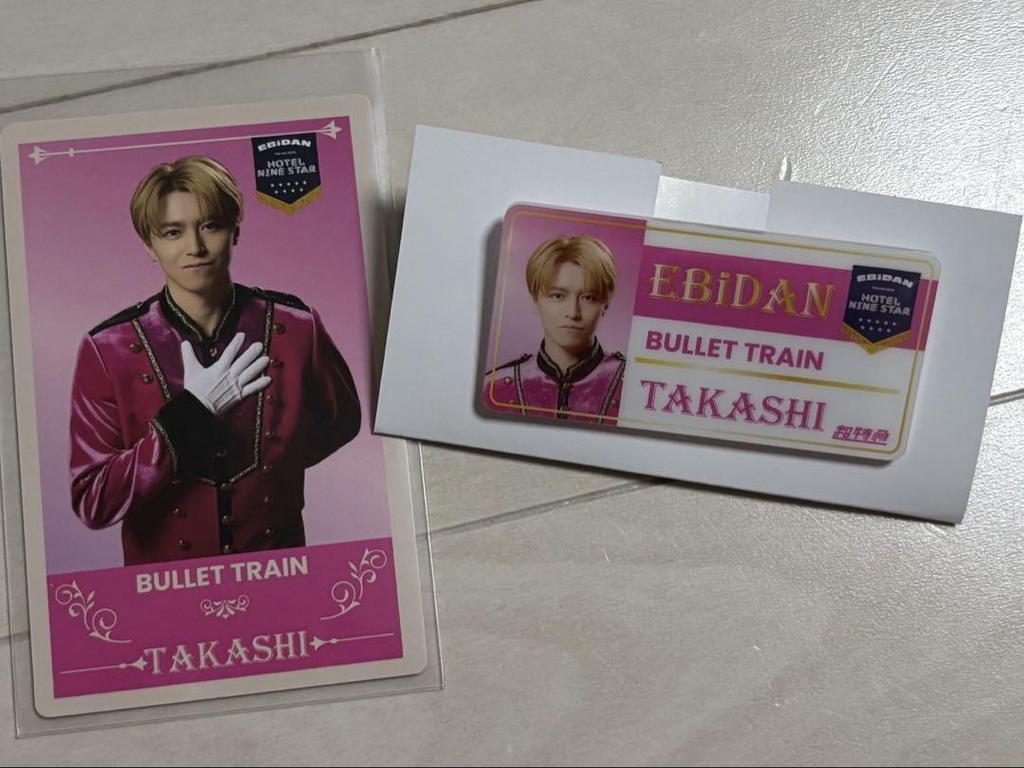 EBiDAN
HOTEL
NINE STAR
BULLET TRAIN
TAKASHI
EBiDAN
BULLET TRAIN
TAKASHI
超特急
EBiDAN
HOTEL
NINE STAR